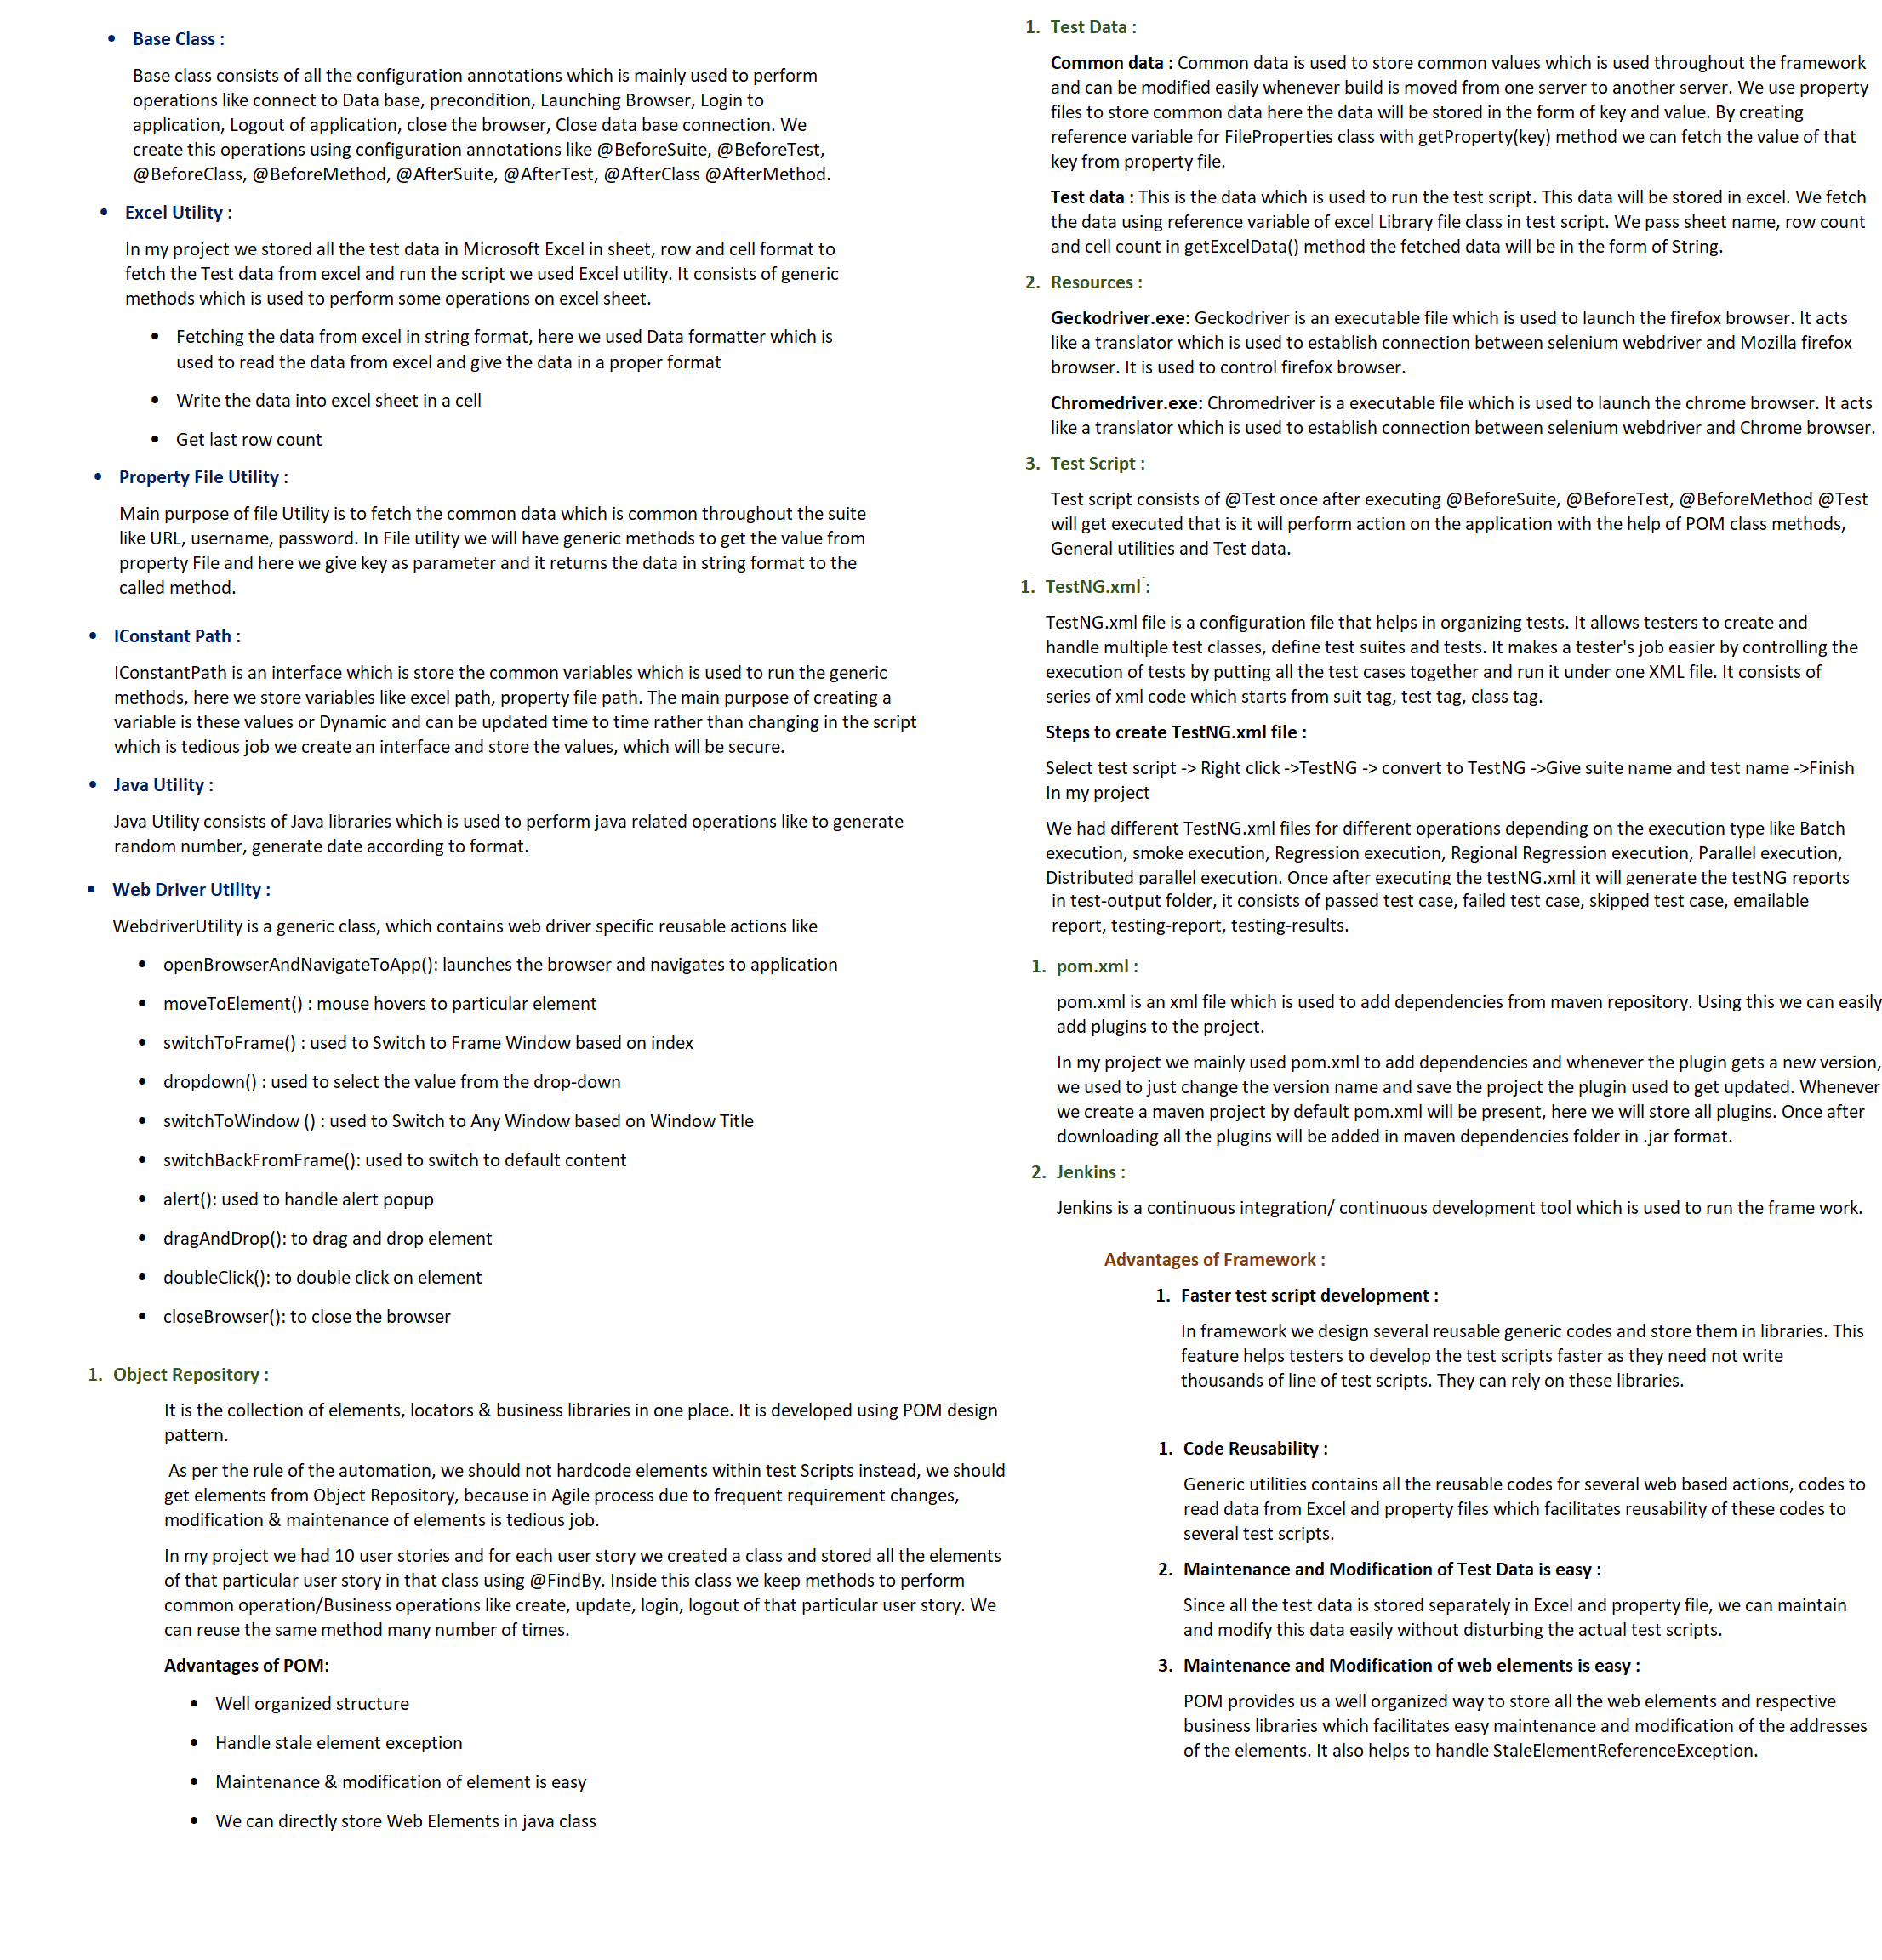 • Base Class :
Base class consists of all the configuration annotations which is mainly used to perform
operations like connect to Data base, precondition, Launching Browser, Login to
application, Logout of application, close the browser, Close data base connection. We
create this operations using configuration annotations like @BeforeSuite, @BeforeTest,
@BeforeClass, @BeforeMethod, @AfterSuite, @AfterTest, @AfterClass @AfterMethod.
• Excel Utility :
In my project we stored all the test data in Microsoft Excel in sheet, row and cell format to
fetch the Test data from excel and run the script we used Excel utility. It consists of generic
methods which is used to perform some operations on excel sheet.
• Fetching the data from excel in string format, here we used Data formatter which is
used to read the data from excel and give the data in a proper format
• Write the data into excel sheet in a cell
• Get last row count
• Property File Utility :
Main purpose of file Utility is to fetch the common data which is common throughout the suite
like URL, username, password. In File utility we will have generic methods to get the value from
property File and here we give key as parameter and it returns the data in string format to the
called method.
• IConstant Path :
IConstantPath is an interface which is store the common variables which is used to run the generic
methods, here we store variables like excel path, property file path. The main purpose of creating a
variable is these values or Dynamic and can be updated time to time rather than changing in the script
which is tedious job we create an interface and store the values, which will be secure.
• Java Utility :
Java Utility consists of Java libraries which is used to perform java related operations like to generate
random number, generate date according to format.
• Web Driver Utility :
WebdriverUtility is a generic class, which contains web driver specific reusable actions like
• openBrowserAndNavigateToApp(): launches the browser and navigates to application
• moveToElement() : mouse hovers to particular element
• switchToFrame() : used to Switch to Frame Window based on index
• dropdown() : used to select the value from the drop-down
• switchToWindow () : used to Switch to Any Window based on Window Title
• switchBackFromFrame(): used to switch to default content
• alert(): used to handle alert popup
• dragAndDrop(): to drag and drop element
• doubleClick(): to double click on element
• closeBrowser(): to close the browser
1. Object Repository :
It is the collection of elements, locators & business libraries in one place. It is developed using POM design
pattern.
As per the rule of the automation, we should not hardcode elements within test Scripts instead, we should
get elements from Object Repository, because in Agile process due to frequent requirement changes,
modification & maintenance of elements is tedious job.
In my project we had 10 user stories and for each user story we created a class and stored all the elements
of that particular user story in that class using @FindBy. Inside this class we keep methods to perform
common operation/Business operations like create, update, login, logout of that particular user story. We
can reuse the same method many number of times.
Advantages of POM:
• Well organized structure
• Handle stale element exception
• Maintenance & modification of element is easy
• We can directly store Web Elements in java class
1. Test Data :
Common data : Common data is used to store common values which is used throughout the framework
and can be modified easily whenever build is moved from one server to another server. We use property
files to store common data here the data will be stored in the form of key and value. By creating
reference variable for FileProperties class with getProperty(key) method we can fetch the value of that
key from property file.
Test data : This is the data which is used to run the test script. This data will be stored in excel. We fetch
the data using reference variable of excel Library file class in test script. We pass sheet name, row count
and cell count in getExcelData() method the fetched data will be in the form of String.
2. Resources :
Geckodriver.exe: Geckodriver is an executable file which is used to launch the firefox browser. It acts
like a translator which is used to establish connection between selenium webdriver and Mozilla firefox
browser. It is used to control firefox browser.
Chromedriver.exe: Chromedriver is a executable file which is used to launch the chrome browser. It acts
like a translator which is used to establish connection between selenium webdriver and Chrome browser.
3. Test Script :
Test script consists of @Test once after executing @BeforeSuite, @BeforeTest, @BeforeMethod @Test
will get executed that is it will perform action on the application with the help of POM class methods,
General utilities and Test data.
1. TestNG.xml :
TestNG.xml file is a configuration file that helps in organizing tests. It allows testers to create and
handle multiple test classes, define test suites and tests. It makes a tester's job easier by controlling the
execution of tests by putting all the test cases together and run it under one XML file. It consists of
series of xml code which starts from suit tag, test tag, class tag.
Steps to create TestNG.xml file :
Select test script -> Right click ->TestNG -> convert to TestNG ->Give suite name and test name ->Finish
In my project
We had different TestNG.xml files for different operations depending on the execution type like Batch
execution, smoke execution, Regression execution, Regional Regression execution, Parallel execution,
Distributed parallel execution. Once after executing the testNG.xml it will generate the testNG reports
in test-output folder, it consists of passed test case, failed test case, skipped test case, emailable
report, testing-report, testing-results.
1. pom.xml :
pom.xml is an xml file which is used to add dependencies from maven repository. Using this we can easily
add plugins to the project.
In my project we mainly used pom.xml to add dependencies and whenever the plugin gets a new version,
we used to just change the version name and save the project the plugin used to get updated. Whenever
we create a maven project by default pom.xml will be present, here we will store all plugins. Once after
downloading all the plugins will be added in maven dependencies folder in .jar format.
2. Jenkins :
Jenkins is a continuous integration/ continuous development tool which is used to run the frame work.
Advantages of Framework :
1. Faster test script development :
In framework we design several reusable generic codes and store them in libraries. This
feature helps testers to develop the test scripts faster as they need not write
thousands of line of test scripts. They can rely on these libraries.
1. Code Reusability :
Generic utilities contains all the reusable codes for several web based actions, codes to
read data from Excel and property files which facilitates reusability of these codes to
several test scripts.
2. Maintenance and Modification of Test Data is easy :
Since all the test data is stored separately in Excel and property file, we can maintain
and modify this data easily without disturbing the actual test scripts.
3. Maintenance and Modification of web elements is easy :
POM provides us a well organized way to store all the web elements and respective
business libraries which facilitates easy maintenance and modification of the addresses
of the elements. It also helps to handle StaleElementReferenceException.